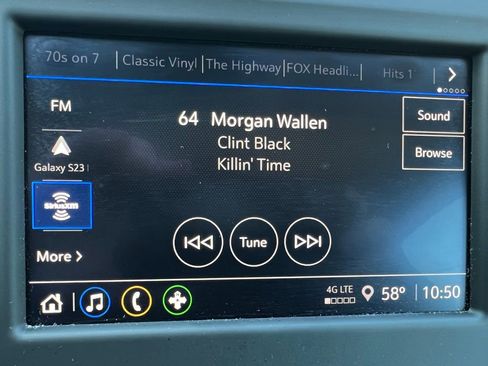 70s on 7 Classic Vinyl The Highway FOX Headli... Hits 1
FM
64 Morgan Wallen
Sound
Clint Black
Browse
Galaxy S23
Killin' Time
SiriusXM
Tune
More
4G LTE
58° 10:50